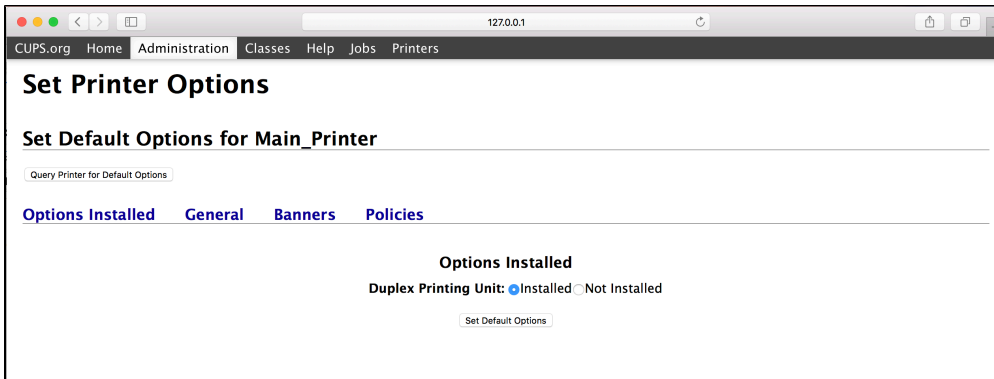 127.0.0.1
CUPS.org Home Administration Classes Help Jobs Printers
Set Printer Options
Set Default Options for Main_Printer
Query Printer for Default Options
Options Installed General Banners Policies
Options Installed
Duplex Printing Unit: Installed Not Installed
Set Default Options